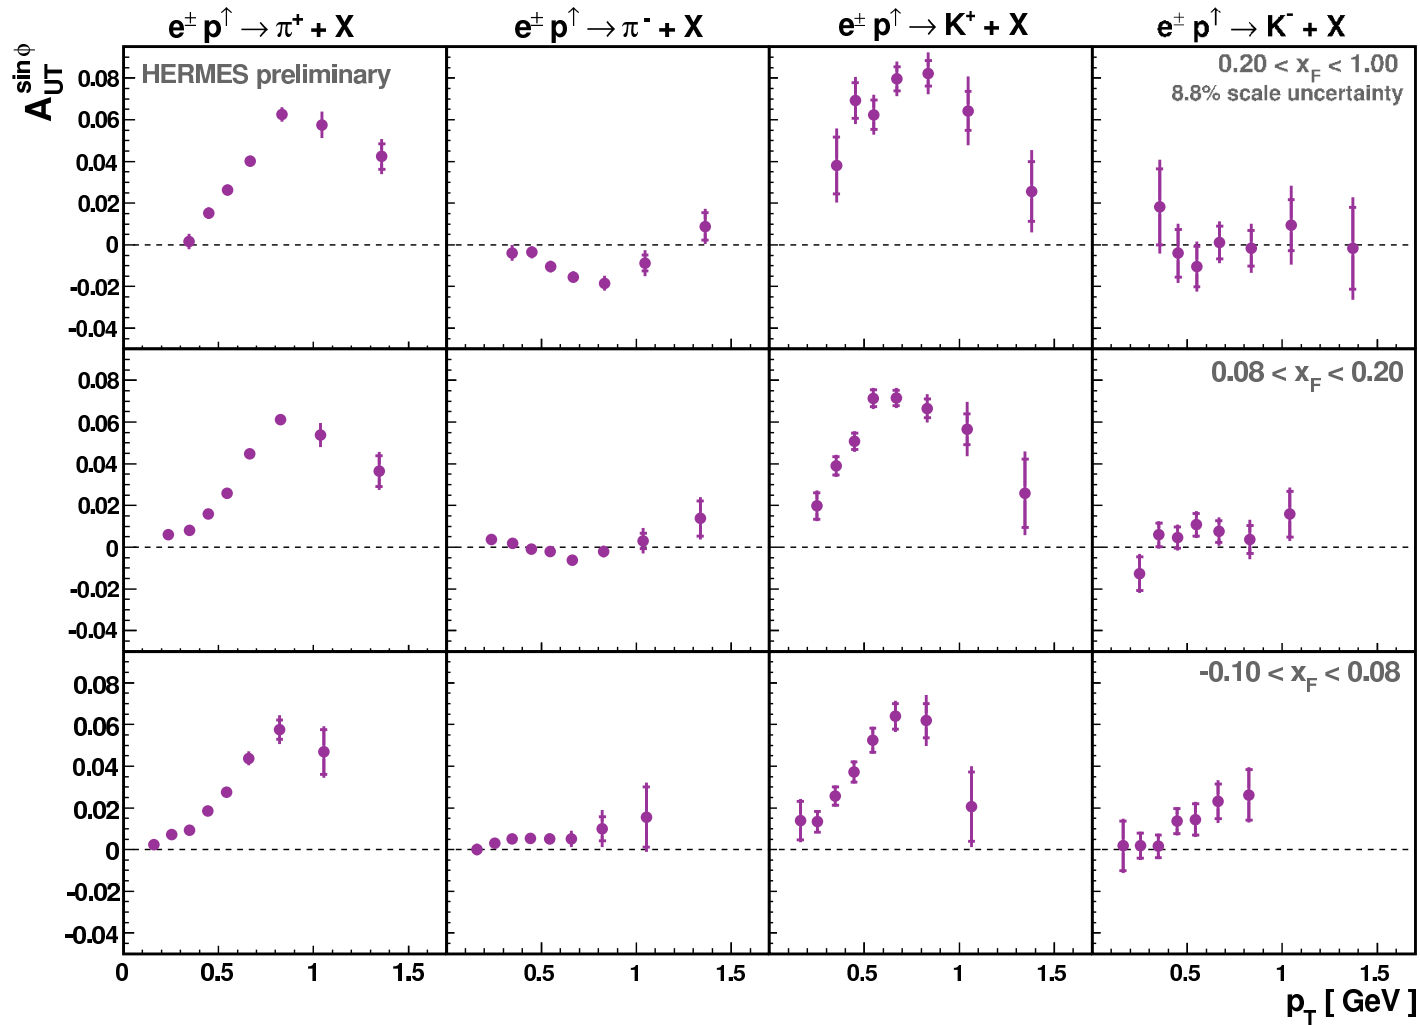 e± p↑ → π+ + X
e± p↑ → π- + X
e± p↑ → K+ + X
e± p↑ → K- + X
A_UT^sin ϕ
HERMES preliminary
0.20 < x_F < 1.00
8.8% scale uncertainty
0.08
0.06
0.04
0.02
0
-0.02
-0.04
0.08 < x_F < 0.20
0.08
0.06
0.04
0.02
0
-0.02
-0.04
-0.10 < x_F < 0.08
0.08
0.06
0.04
0.02
0
-0.02
-0.04
0 0.5 1 1.5 0.5 1 1.5 0.5 1 1.5 0.5 1 1.5
p_T [ GeV ]